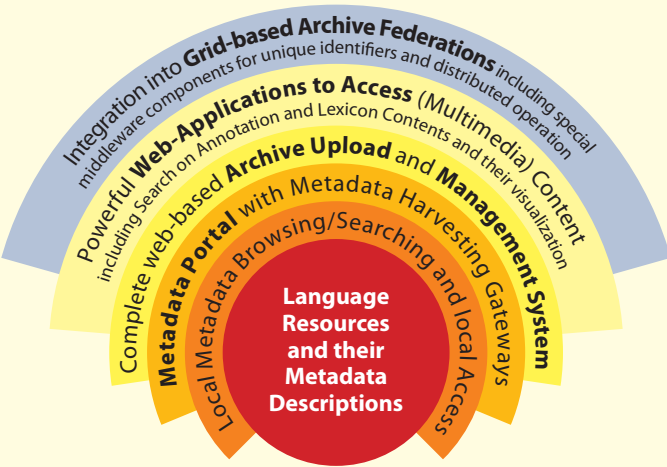 Integration into Grid-based Archive Federations including special
middleware components for unique identifiers and distributed operation
Powerful Web-Applications to Access (Multimedia) Content
including Search on Annotation and Lexicon Contents and their visualization
Complete web-based Archive Upload and Management System
Metadata Portal with Metadata Harvesting Gateways
Local Metadata Browsing/Searching and local Access
Language
Resources
and their
Metadata
Descriptions